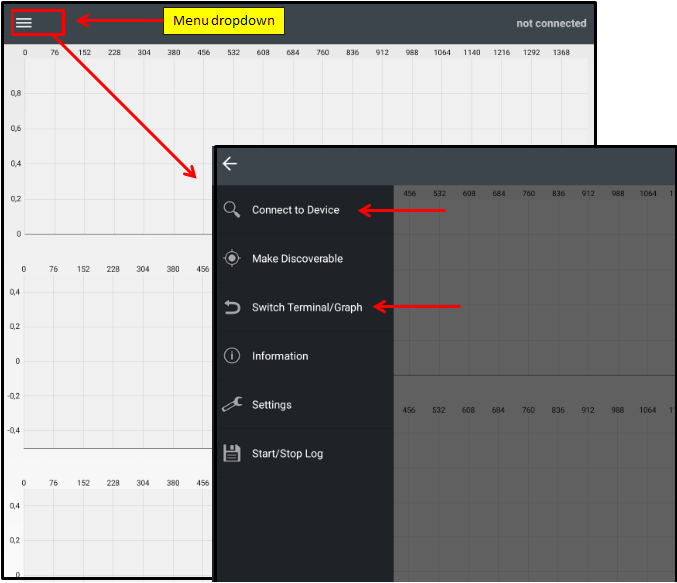 Menu dropdown
not connected
0 76 152 228 304 380 456 532 608 684 760 836 912 988 1064 1140 1216 1292 1368
0,8
0,6
0,4
0,2
0
0 76 152 228 304 380 456
0,4
0,2
0
-0,2
-0,4
0 76 152 228 304 380 456
0,4
0,2
0
Connect to Device
Make Discoverable
Switch Terminal/Graph
Information
Settings
Start/Stop Log
456 532 608 684 760 836 912 988 1064
456 532 608 684 760 836 912 988 1064